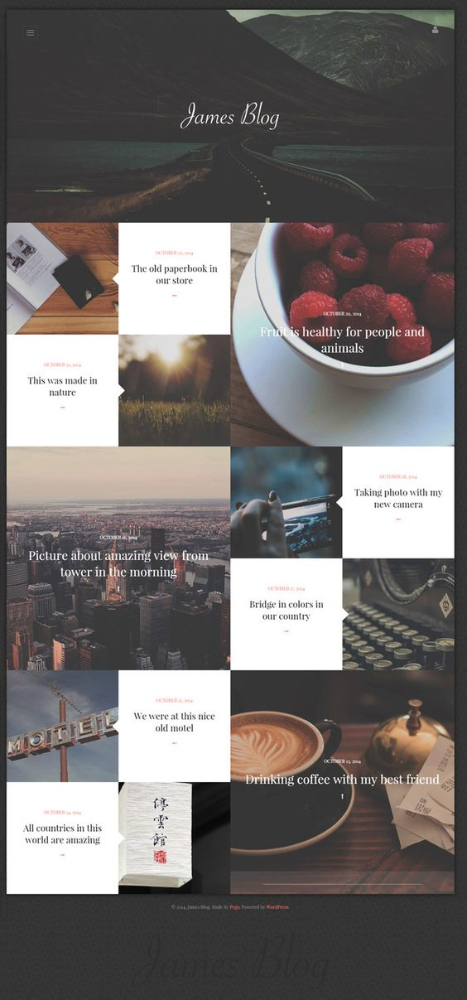 James Blog
OCTOBER 22, 2014
The old paperbook in
our store
←
OCTOBER 20, 2014
Fruit is healthy for people and
animals
↑
OCTOBER 21, 2014
This was made in
nature
→
OCTOBER 18, 2014
Taking photo with my
new camera
←
OCTOBER 16, 2014
Picture about amazing view from
tower in the morning
OCTOBER 17, 2014
Bridge in colors in
our country
→
MOTEL
OCTOBER 15, 2014
We were at this nice
old motel
←
OCTOBER 13, 2014
Drinking coffee with my best friend
↑
OCTOBER 14, 2014
All countries in this
world are amazing
→
停雲館
© 2014, James Blog. Made by Pego. Powered by WordPress.
James Blog